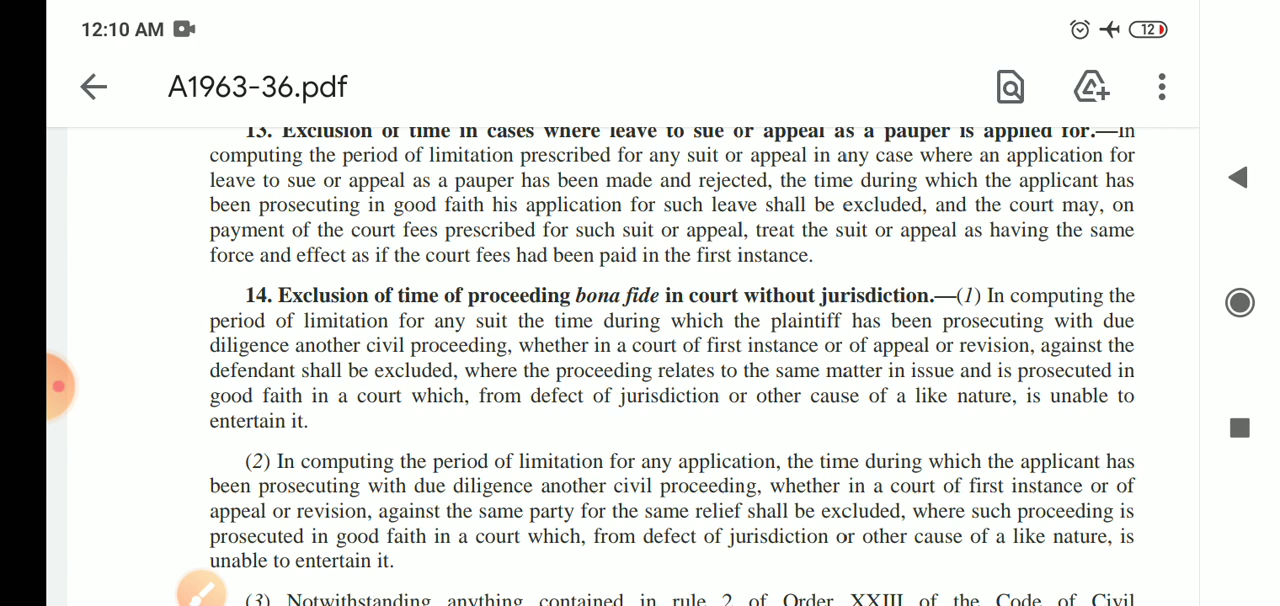 12:10 AM
12
A1963-36.pdf
13. Exclusion of time in cases where leave to sue or appeal as a pauper is applied for.—In
computing the period of limitation prescribed for any suit or appeal in any case where an application for
leave to sue or appeal as a pauper has been made and rejected, the time during which the applicant has
been prosecuting in good faith his application for such leave shall be excluded, and the court may, on
payment of the court fees prescribed for such suit or appeal, treat the suit or appeal as having the same
force and effect as if the court fees had been paid in the first instance.
14. Exclusion of time of proceeding bona fide in court without jurisdiction.—(1) In computing the
period of limitation for any suit the time during which the plaintiff has been prosecuting with due
diligence another civil proceeding, whether in a court of first instance or of appeal or revision, against the
defendant shall be excluded, where the proceeding relates to the same matter in issue and is prosecuted in
good faith in a court which, from defect of jurisdiction or other cause of a like nature, is unable to
entertain it.
(2) In computing the period of limitation for any application, the time during which the applicant has
been prosecuting with due diligence another civil proceeding, whether in a court of first instance or of
appeal or revision, against the same party for the same relief shall be excluded, where such proceeding is
prosecuted in good faith in a court which, from defect of jurisdiction or other cause of a like nature, is
unable to entertain it.
(3) Notwithstanding anything contained in rule 2 of Order XXIII of the Code of Civil